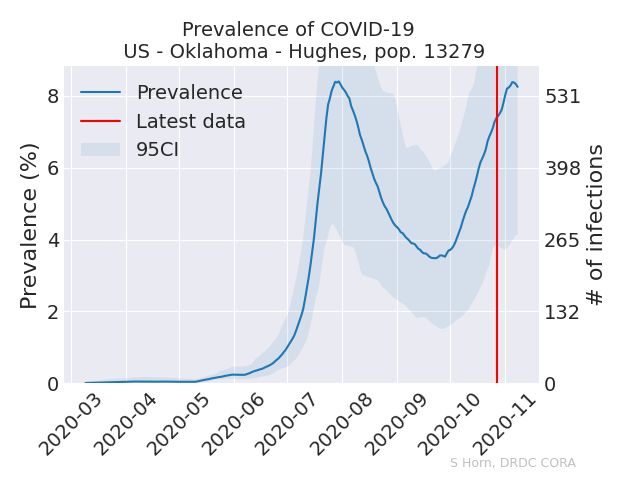 Prevalence of COVID-19
US - Oklahoma - Hughes, pop. 13279
Prevalence
Latest data
95CI
Prevalence (%)
8
6
4
2
0
531
398
265
132
0
# of infections
2020-03
2020-04
2020-05
2020-06
2020-07
2020-08
2020-09
2020-10
2020-11
S Horn, DRDC CORA